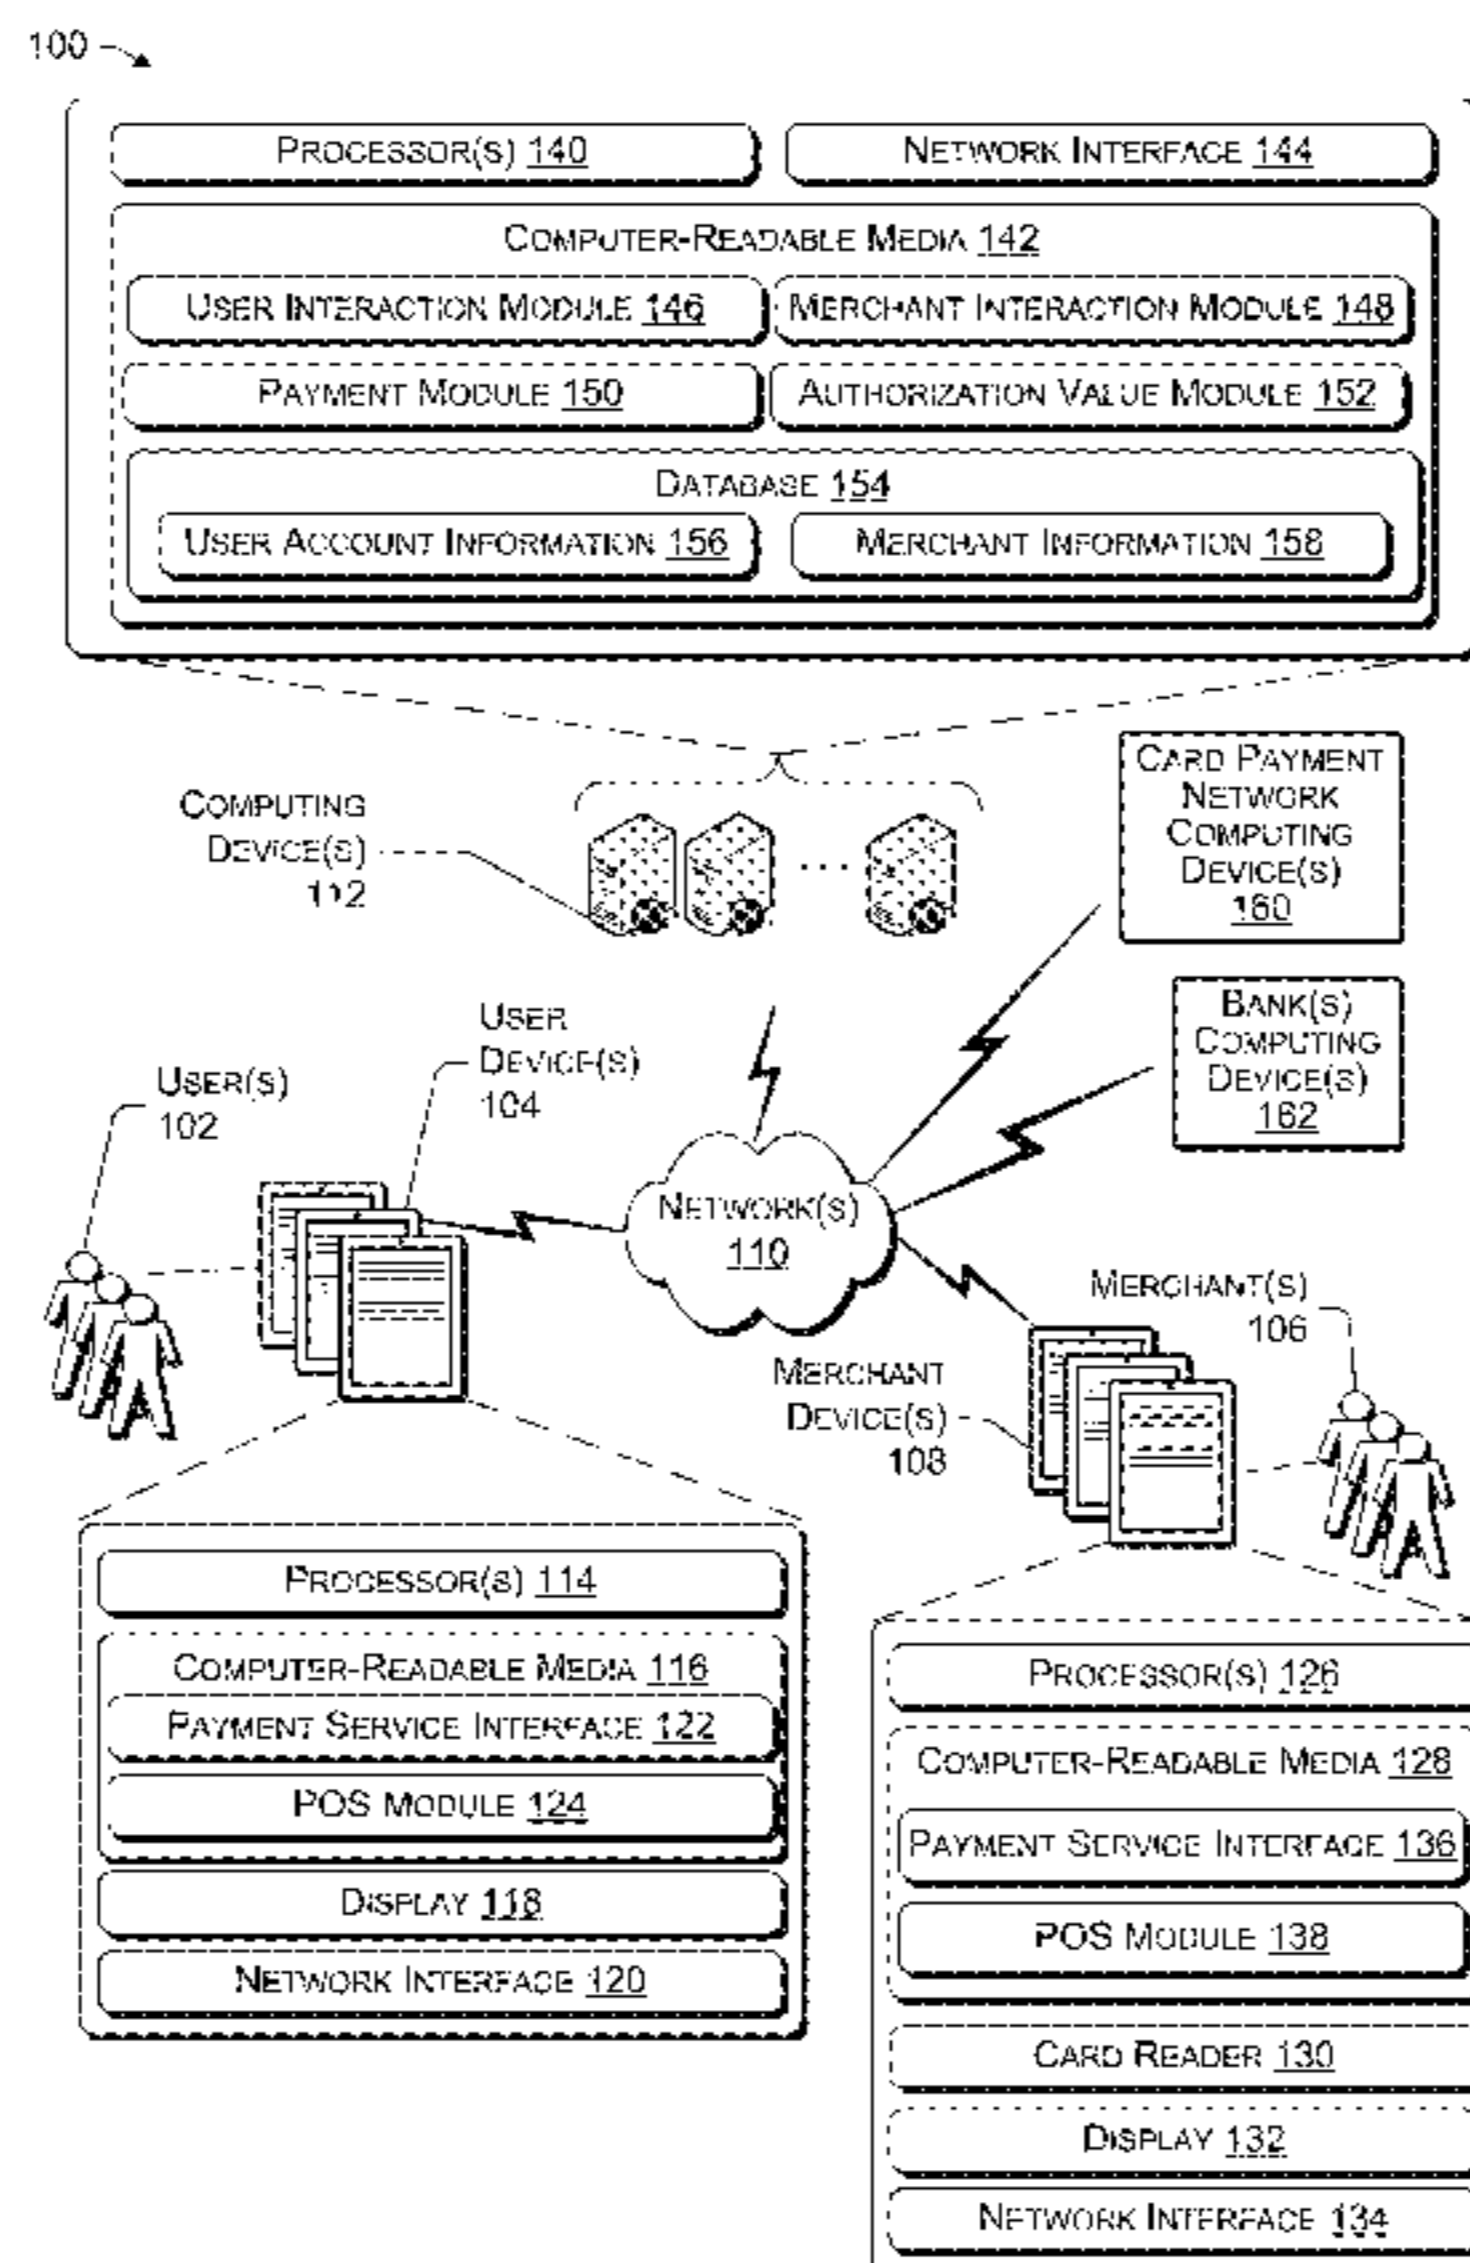 100
PROCESSOR(S) 140
NETWORK INTERFACE 144
COMPUTER-READABLE MEDIA 142
USER INTERACTION MODULE 146
MERCHANT INTERACTION MODULE 148
PAYMENT MODULE 150
AUTHORIZATION VALUE MODULE 152
DATABASE 154
USER ACCOUNT INFORMATION 156
MERCHANT INFORMATION 158
COMPUTING
DEVICE(S)
112
CARD PAYMENT
NETWORK
COMPUTING
DEVICE(S)
160
BANK(S)
COMPUTING
DEVICE(S)
162
USER
DEVICE(S)
104
USER(S)
102
NETWORK(S)
110
MERCHANT(S)
106
MERCHANT
DEVICE(S)
108
PROCESSOR(S) 114
COMPUTER-READABLE MEDIA 116
PAYMENT SERVICE INTERFACE 122
POS MODULE 124
DISPLAY 118
NETWORK INTERFACE 120
PROCESSOR(S) 126
COMPUTER-READABLE MEDIA 128
PAYMENT SERVICE INTERFACE 136
POS MODULE 138
CARD READER 130
DISPLAY 132
NETWORK INTERFACE 134